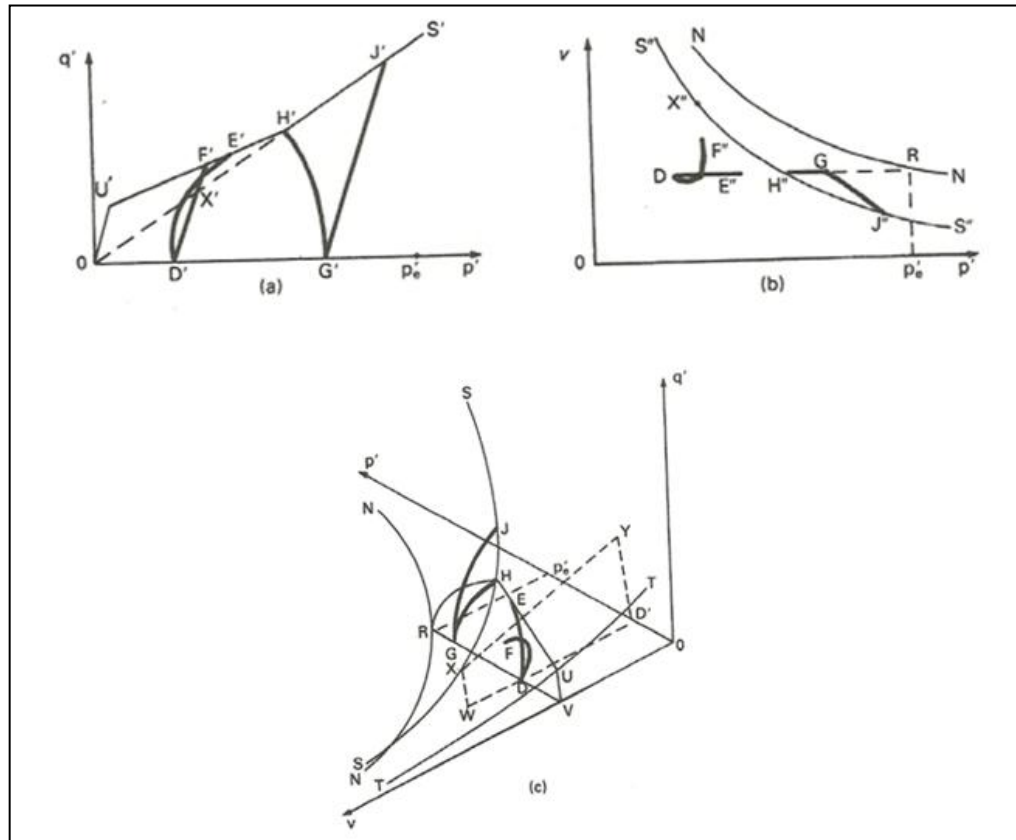 q'
S'
J'
H'
E'
F'
U'
X'
0
D'
G'
p'e
p'
(a)
v
S"
N
X"
F"
D
E"
H"
G
R
N
J"
S"
0
p'e
p'
(b)
q'
S
p'
N
J
Y
H
p'e
T
E
R
D'
G
F
0
X
U
D
W
V
S
N
T
(c)
v